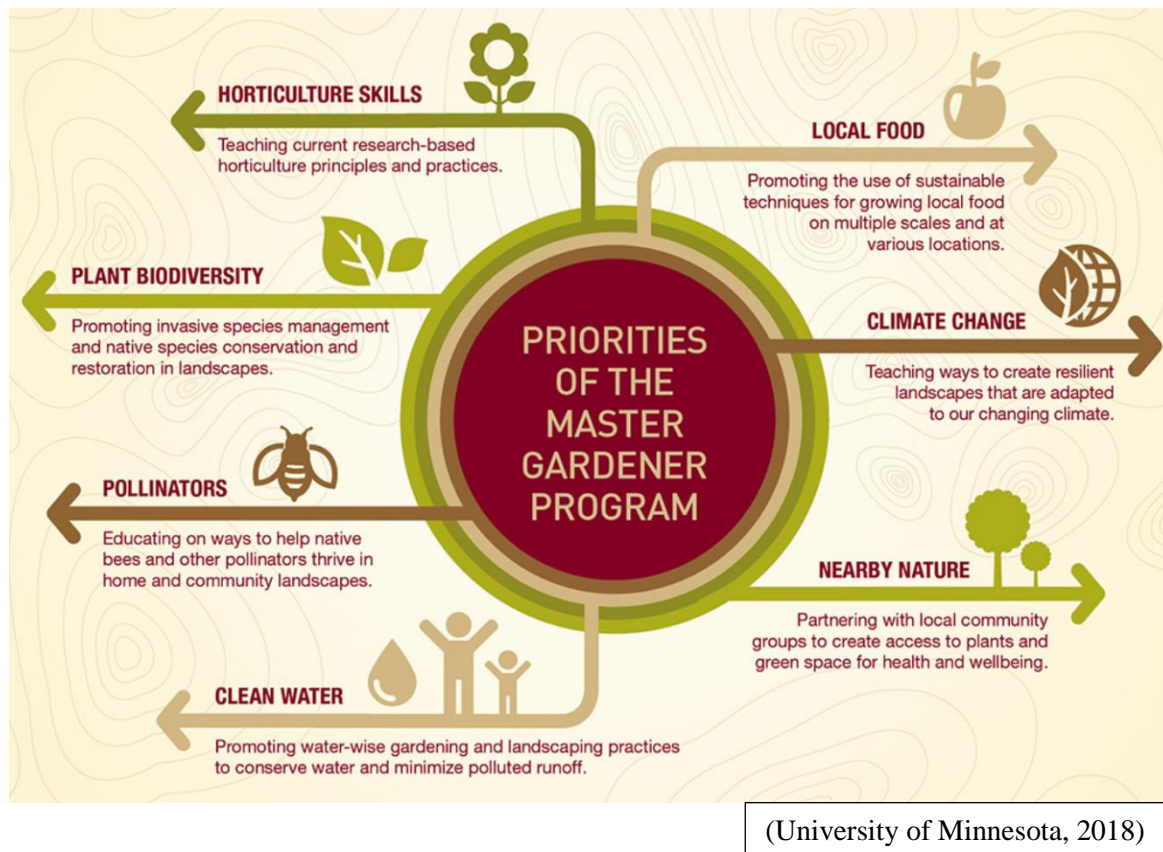 HORTICULTURE SKILLS
Teaching current research-based
horticulture principles and practices.
PLANT BIODIVERSITY
Promoting invasive species management
and native species conservation and
restoration in landscapes.
POLLINATORS
Educating on ways to help native
bees and other pollinators thrive in
home and community landscapes.
CLEAN WATER
Promoting water-wise gardening and landscaping practices
to conserve water and minimize polluted runoff.
PRIORITIES
OF THE
MASTER
GARDENER
PROGRAM
LOCAL FOOD
Promoting the use of sustainable
techniques for growing local food
on multiple scales and at
various locations.
CLIMATE CHANGE
Teaching ways to create resilient
landscapes that are adapted
to our changing climate.
NEARBY NATURE
Partnering with local community
groups to create access to plants and
green space for health and wellbeing.
(University of Minnesota, 2018)